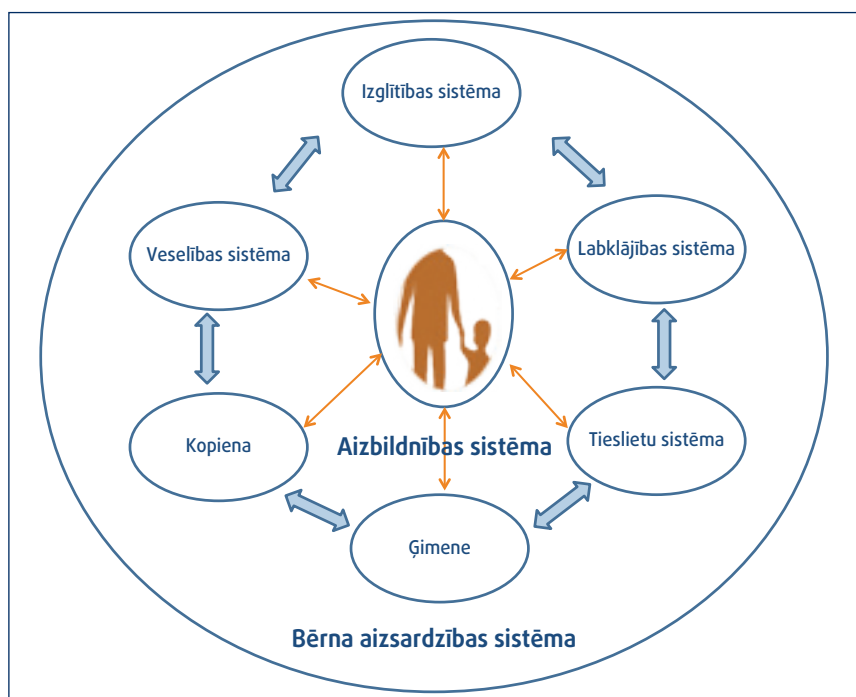 Izglītības sistēma
Veselības sistēma
Labklājības sistēma
Kopiena
Aizbildnības sistēma
Tieslietu sistēma
Ģimene
Bērna aizsardzības sistēma